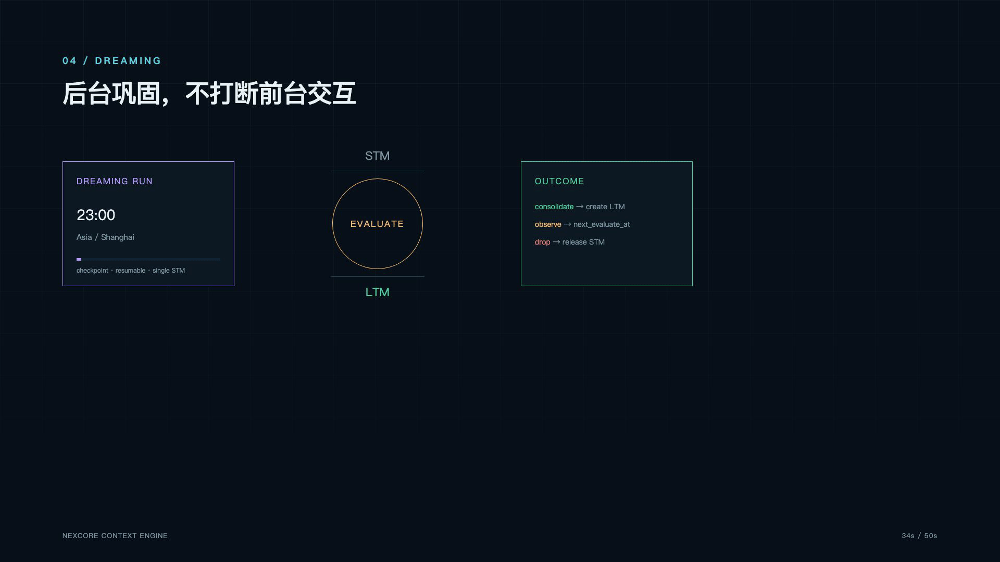 04 / DREAMING
后台巩固，不打断前台交互
DREAMING RUN
23:00
Asia / Shanghai
checkpoint · resumable · single STM
STM
EVALUATE
LTM
OUTCOME
consolidate → create LTM
observe → next_evaluate_at
drop → release STM
NEXCORE CONTEXT ENGINE
34s / 50s